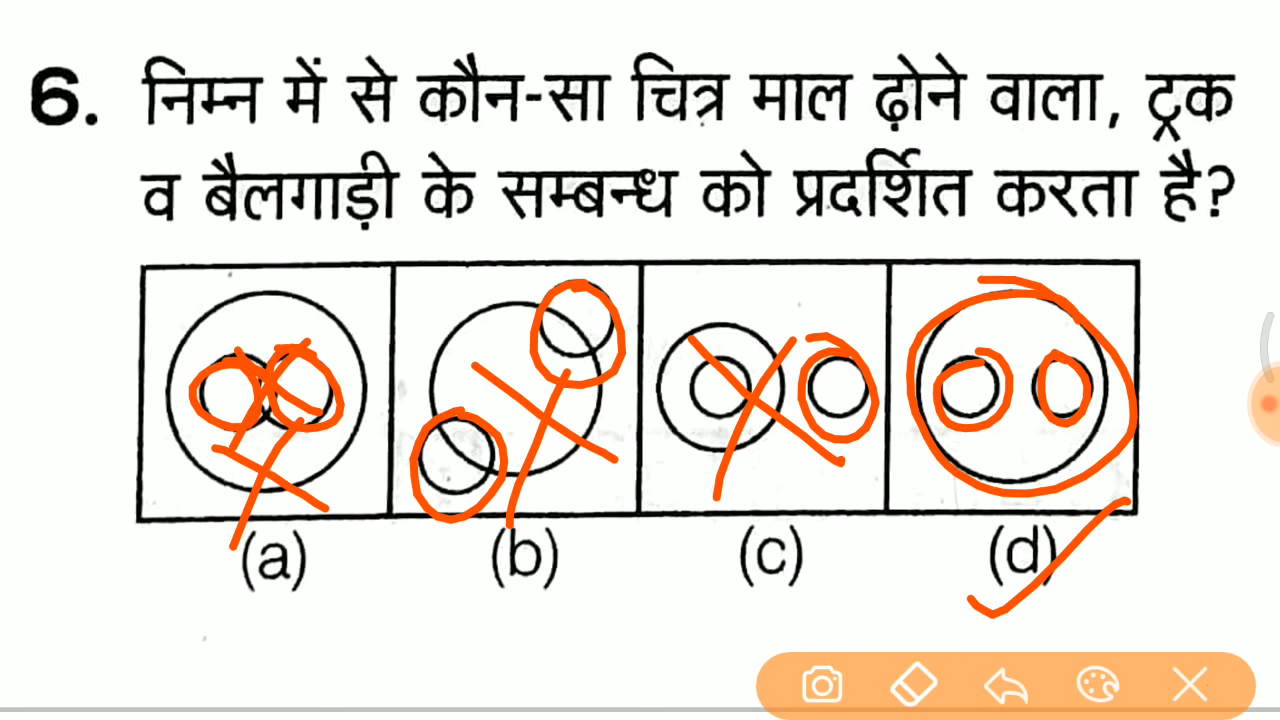 6. निम्न में से कौन-सा चित्र माल ढ़ोने वाला, ट्रक
व बैलगाड़ी के सम्बन्ध को प्रदर्शित करता है?
(a) (b) (c) (d)